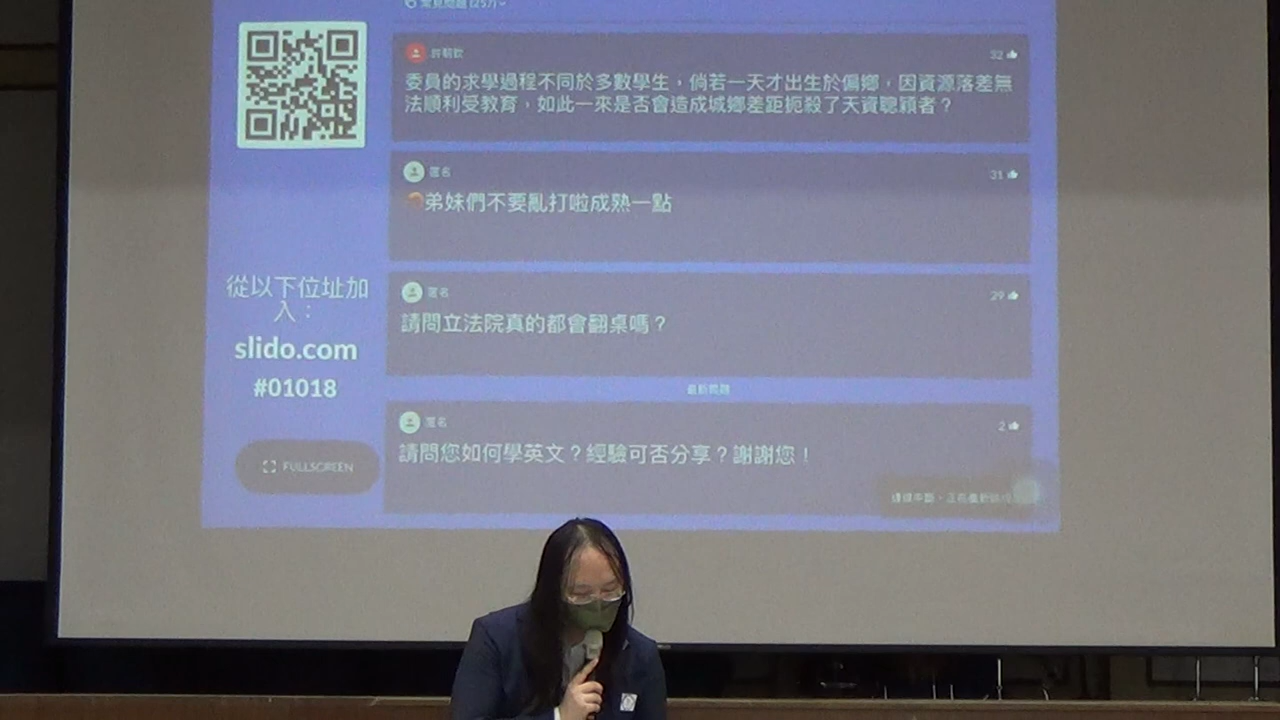 常見問題 (257)
許朝欽
32
委員的求學過程不同於多數學生，倘若一天才出生於偏鄉，因資源落差無
法順利受教育，如此一來是否會造成城鄉差距扼殺了天資聰穎者？
匿名
31
弟妹們不要亂打啦成熟一點
從以下位址加
入：
slido.com
#01018
FULLSCREEN
匿名
29
請問立法院真的都會翻桌嗎？
最新問題
匿名
2
請問您如何學英文？經驗可否分享？謝謝您！